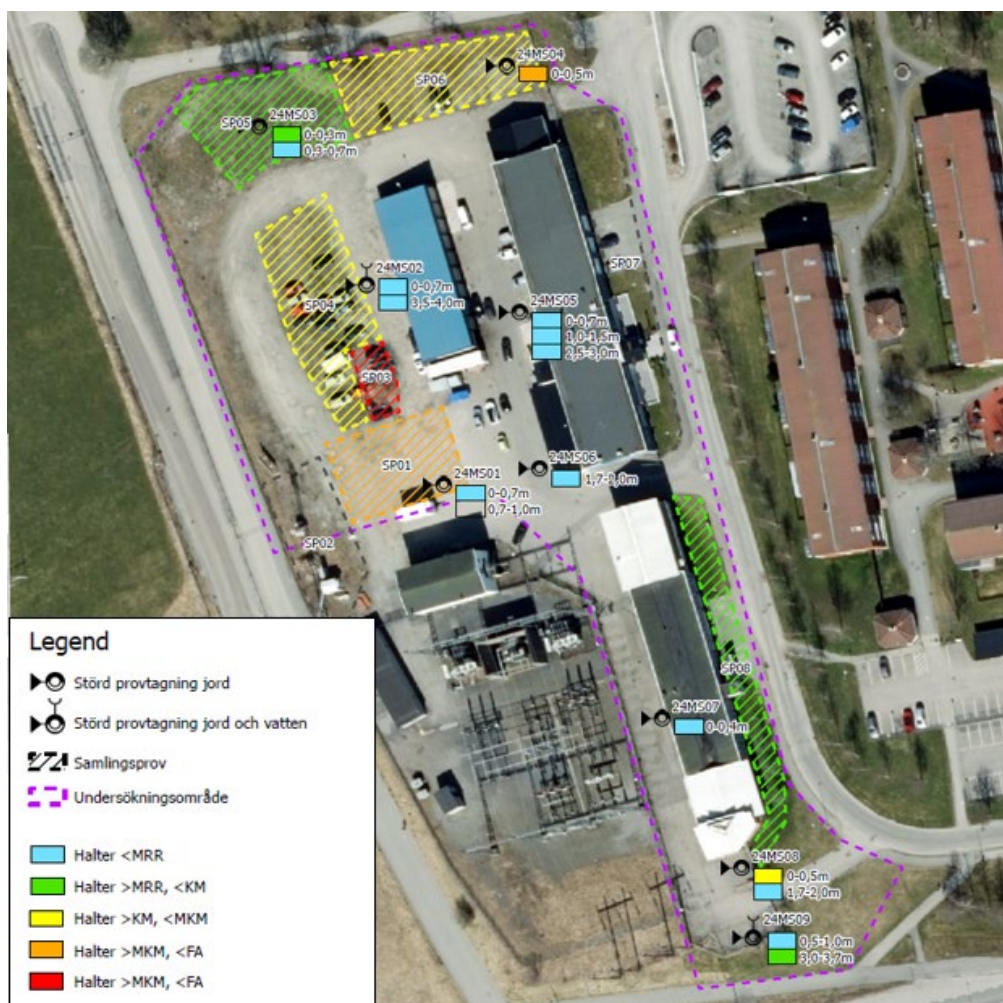 24MS04
0-0,5m
SP06
24MS03
SP05
0-0,3m
0,3-0,7m
SP07
24MS02
0-0,7m
3,5-4,0m
SP04
24MS05
0-0,7m
1,0-1,5m
2,5-3,0m
SP03
SP01
24MS01
0-0,7m
0,7-1,0m
24MS06
1,7-2,0m
SP02
SP08
24MS07
0-0,4m
24MS08
0-0,5m
1,7-2,0m
24MS09
0,5-1,0m
3,0-3,7m
Legend
Störd provtagning jord
Störd provtagning jord och vatten
Samlingsprov
Undersökningsområde
Halter <MRR
Halter >MRR, <KM
Halter >KM, <MKM
Halter >MKM, <FA
Halter >MKM, <FA